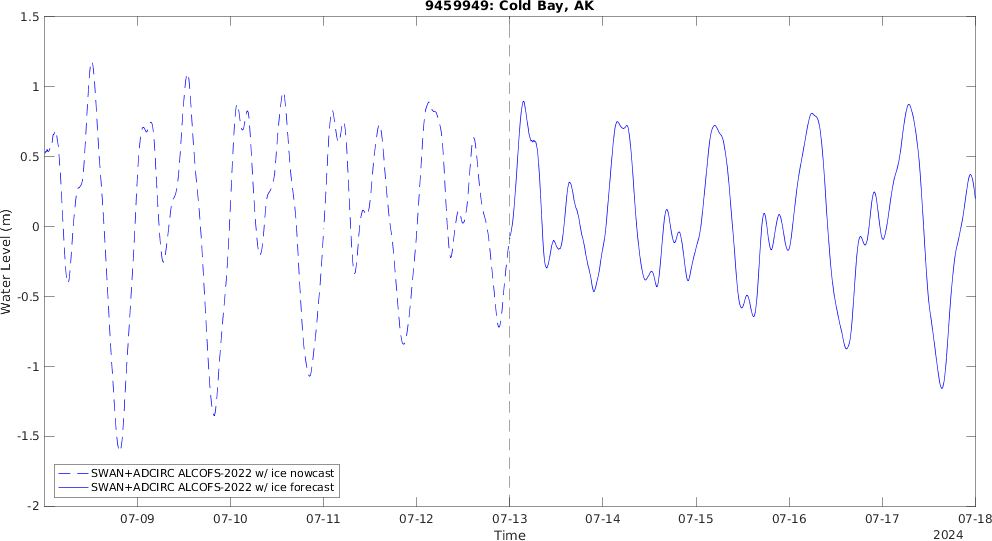 9459949: Cold Bay, AK
1.5
1
0.5
0
-0.5
-1
-1.5
-2
Water Level (m)
SWAN+ADCIRC ALCOFS-2022 w/ ice nowcast
SWAN+ADCIRC ALCOFS-2022 w/ ice forecast
07-09 07-10 07-11 07-12 07-13 07-14 07-15 07-16 07-17 07-18
Time
2024